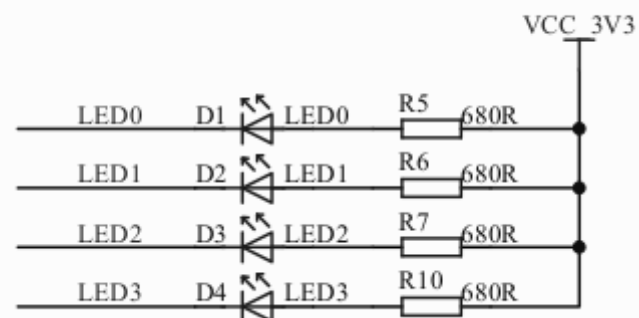 VCC_3V3
LED0 D1 LED0 R5 680R
LED1 D2 LED1 R6 680R
LED2 D3 LED2 R7 680R
LED3 D4 LED3 R10 680R